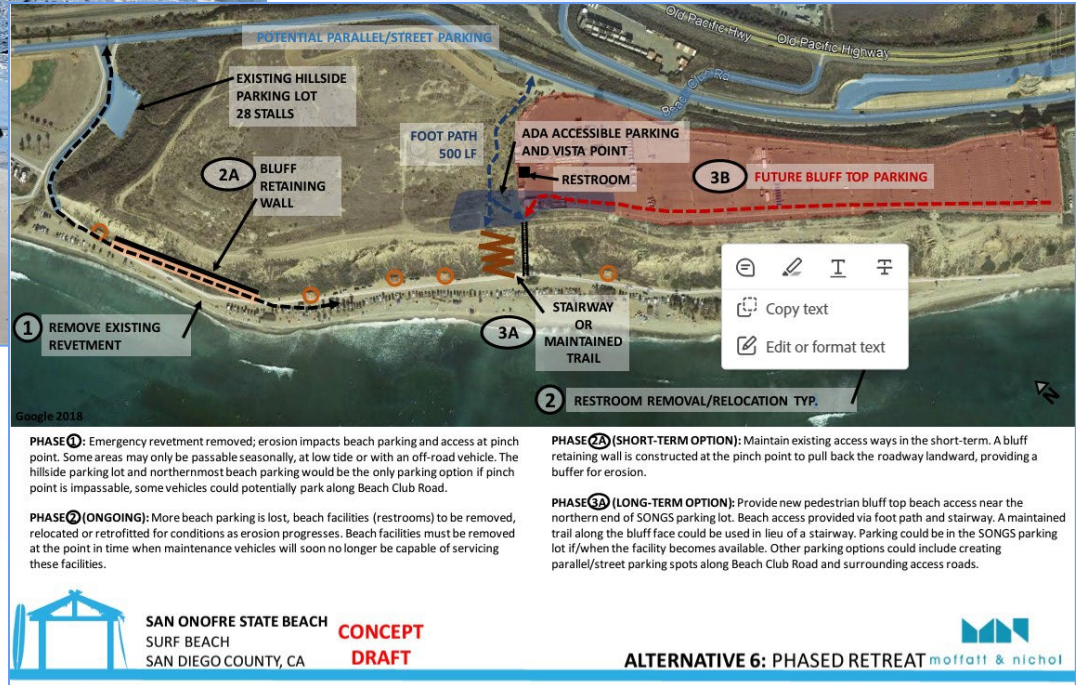 Old Pacific Hwy
Old Pacific Highway
POTENTIAL PARALLEL/STREET PARKING
Beach Club Rd
EXISTING HILLSIDE
PARKING LOT
28 STALLS
FOOT PATH
500 LF
ADA ACCESSIBLE PARKING
AND VISTA POINT
RESTROOM
2A
BLUFF
RETAINING
WALL
3B
FUTURE BLUFF TOP PARKING
1
REMOVE EXISTING
REVETMENT
3A
STAIRWAY
OR
MAINTAINED
TRAIL
T
T
Copy text
Edit or format text
2
RESTROOM REMOVAL/RELOCATION TYP.
N
Google 2018
PHASE 1: Emergency revetment removed; erosion impacts beach parking and access at pinch
point. Some areas may only be passable seasonally, at low tide or with an off-road vehicle. The
hillside parking lot and northernmost beach parking would be the only parking option if pinch
point is impassable, some vehicles could potentially park along Beach Club Road.
PHASE 2 (ONGOING): More beach parking is lost, beach facilities (restrooms) to be removed,
relocated or retrofitted for conditions as erosion progresses. Beach facilities must be removed
at the point in time when maintenance vehicles will soon no longer be capable of servicing
these facilities.
PHASE 2A (SHORT-TERM OPTION): Maintain existing access ways in the short-term. A bluff
retaining wall is constructed at the pinch point to pull back the roadway landward, providing a
buffer for erosion.
PHASE 3A (LONG-TERM OPTION): Provide new pedestrian bluff top beach access near the
northern end of SONGS parking lot. Beach access provided via foot path and stairway. A maintained
trail along the bluff face could be used in lieu of a stairway. Parking could be in the SONGS parking
lot if/when the facility becomes available. Other parking options could include creating
parallel/street parking spots along Beach Club Road and surrounding access roads.
SAN ONOFRE STATE BEACH
SURF BEACH
SAN DIEGO COUNTY, CA
CONCEPT
DRAFT
ALTERNATIVE 6: PHASED RETREAT
moffatt & nichol